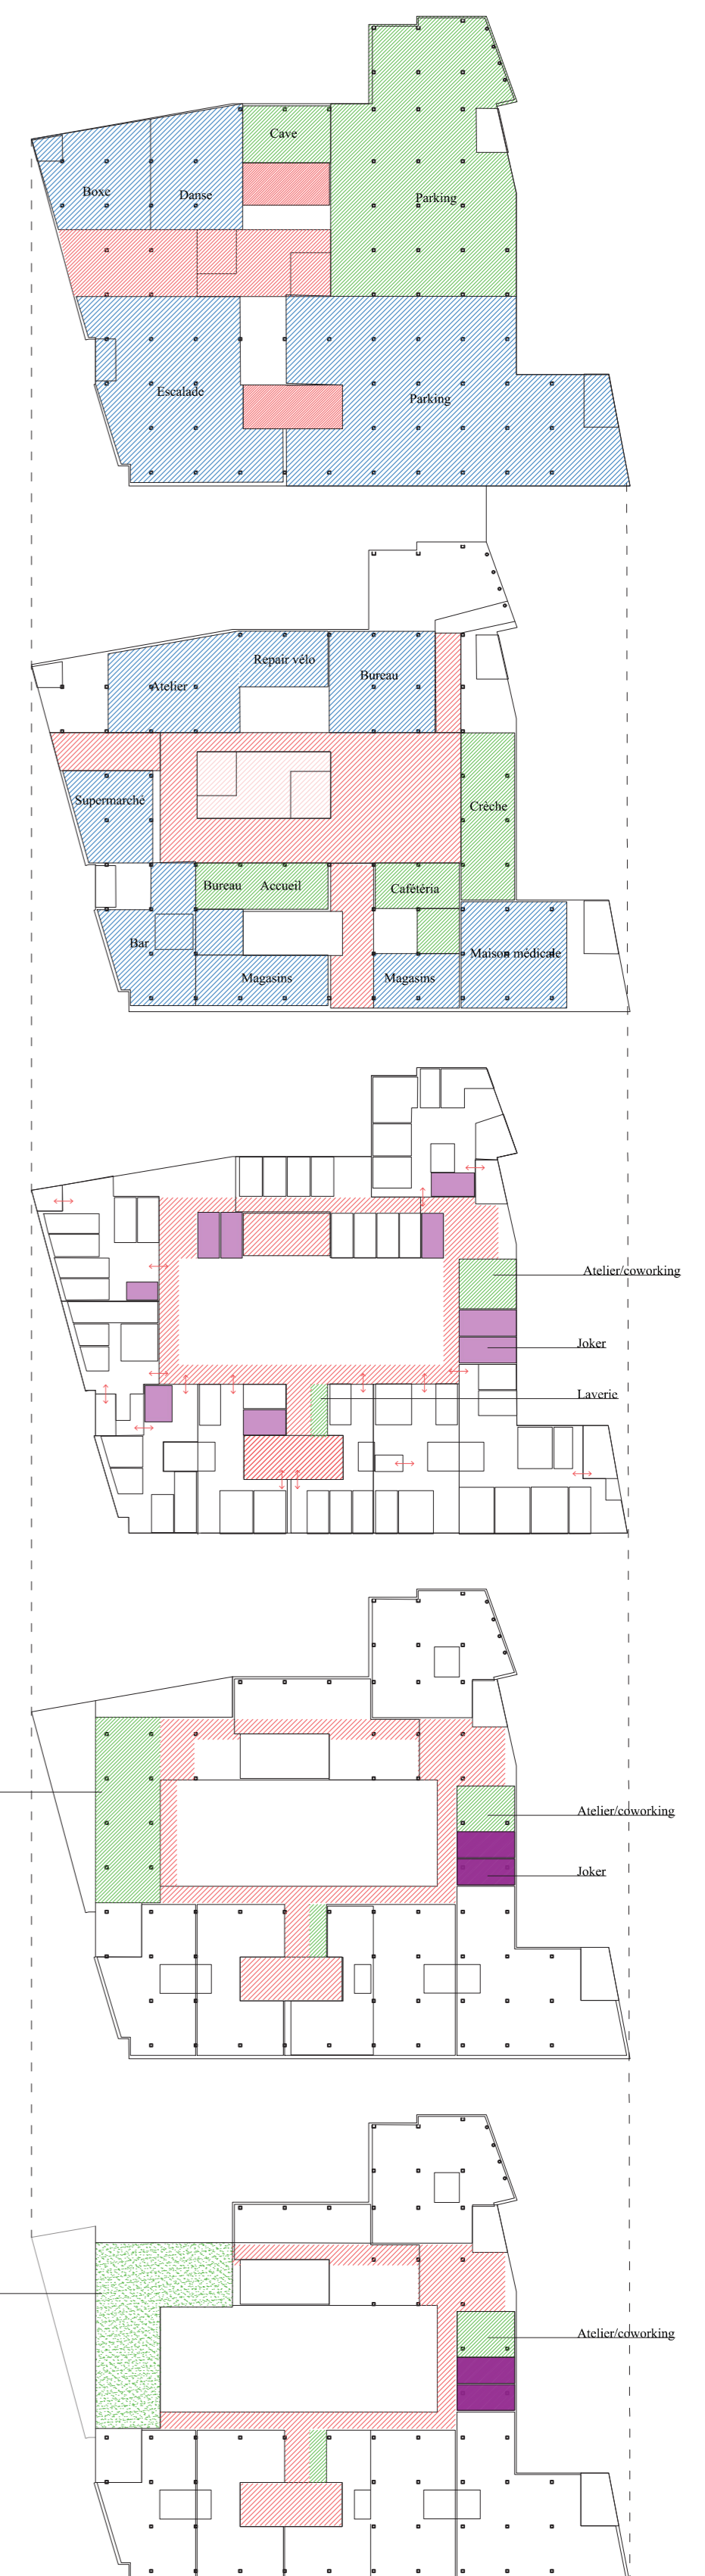 Cave
Boxe
Danse
Parking
Escalade
Parking
Repair vélo
Bureau
Atelier
Supermarché
Crèche
Bureau
Accueil
Cafétéria
Bar
Maison médicale
Magasins
Magasins
Atelier/coworking
Joker
Laverie
Atelier/coworking
Joker
Atelier/coworking